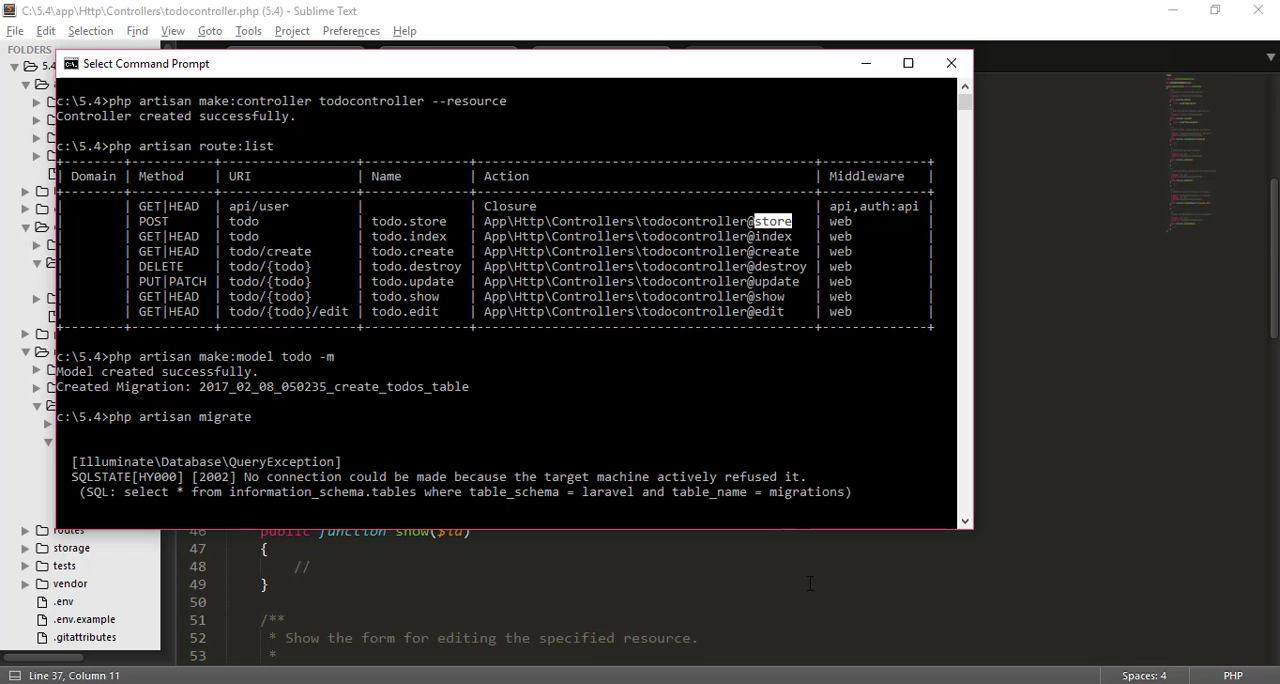 C:\5.4\app\Http\Controllers\todocontroller.php (5.4) - Sublime Text
File Edit Selection Find View Goto Tools Project Preferences Help
FOLDERS
Select Command Prompt
c:\5.4>php artisan make:controller todocontroller --resource
Controller created successfully.
c:\5.4>php artisan route:list
+--------+-----------+------------------+--------------+------------------------------------------------+--------------+
| Domain | Method | URI | Name | Action | Middleware |
+--------+-----------+------------------+--------------+------------------------------------------------+--------------+
| | GET|HEAD | api/user | | Closure | api,auth:api |
| | POST | todo | todo.store | App\Http\Controllers\todocontroller@store | web |
| | GET|HEAD | todo | todo.index | App\Http\Controllers\todocontroller@index | web |
| | GET|HEAD | todo/create | todo.create | App\Http\Controllers\todocontroller@create | web |
| | DELETE | todo/{todo} | todo.destroy | App\Http\Controllers\todocontroller@destroy | web |
| | PUT|PATCH | todo/{todo} | todo.update | App\Http\Controllers\todocontroller@update | web |
| | GET|HEAD | todo/{todo} | todo.show | App\Http\Controllers\todocontroller@show | web |
| | GET|HEAD | todo/{todo}/edit | todo.edit | App\Http\Controllers\todocontroller@edit | web |
+--------+-----------+------------------+--------------+------------------------------------------------+--------------+
c:\5.4>php artisan make:model todo -m
Model created successfully.
Created Migration: 2017_02_08_050235_create_todos_table
c:\5.4>php artisan migrate
[Illuminate\Database\QueryException]
SQLSTATE[HY000] [2002] No connection could be made because the target machine actively refused it.
(SQL: select * from information_schema.tables where table_schema = laravel and table_name = migrations)
routes
storage
tests
vendor
.env
.env.example
.gitattributes
46 public function show($id)
47 {
48 //
49 }
50
51 /**
52 * Show the form for editing the specified resource.
53 *
Line 37, Column 11
Spaces: 4
PHP